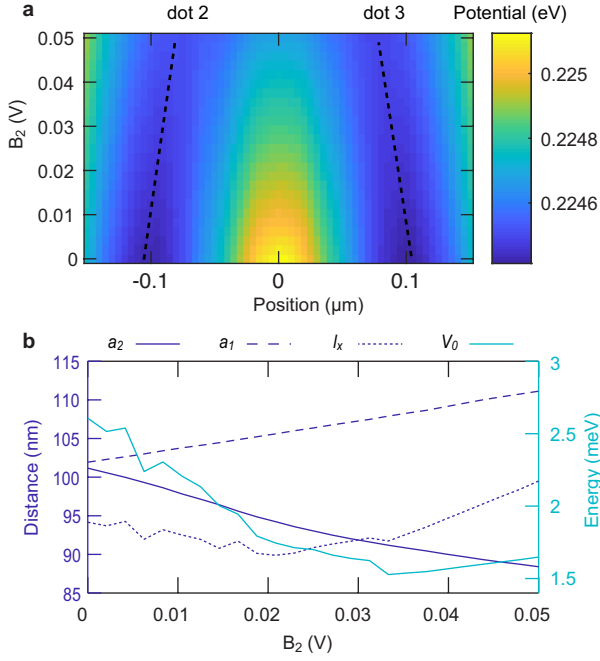 a
dot 2
dot 3
Potential (eV)
0.05
0.04
0.03
0.02
0.01
0
B2 (V)
-0.1
0
0.1
Position (µm)
0.225
0.2248
0.2246
b
a2
a1
lx
V0
115
110
105
100
95
90
85
Distance (nm)
3
2.5
2
1.5
1
Energy (meV)
0
0.01
0.02
0.03
0.04
0.05
B2 (V)